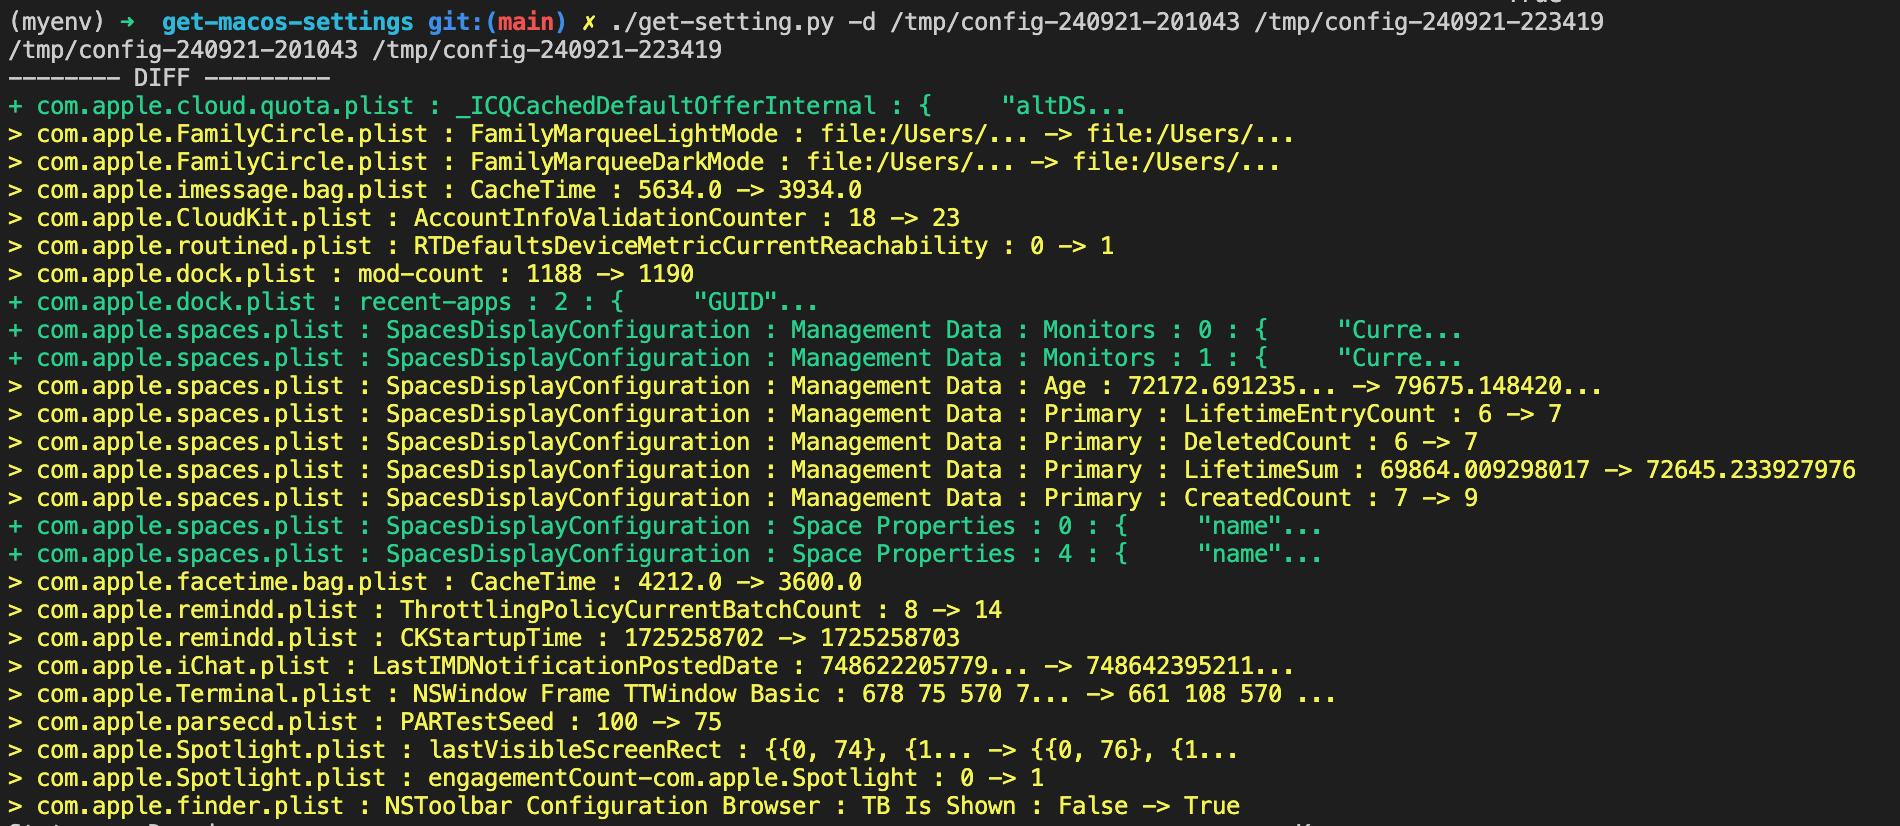 (myenv) ➜ get-macos-settings git:(main) ✗ ./get-setting.py -d /tmp/config-240921-201043 /tmp/config-240921-223419
/tmp/config-240921-201043 /tmp/config-240921-223419
-------- DIFF ---------
+ com.apple.cloud.quota.plist : _ICQCachedDefaultOfferInternal : {     "altDS...
> com.apple.FamilyCircle.plist : FamilyMarqueeLightMode : file:/Users/... -> file:/Users/...
> com.apple.FamilyCircle.plist : FamilyMarqueeDarkMode : file:/Users/... -> file:/Users/...
> com.apple.imessage.bag.plist : CacheTime : 5634.0 -> 3934.0
> com.apple.CloudKit.plist : AccountInfoValidationCounter : 18 -> 23
> com.apple.routined.plist : RTDefaultsDeviceMetricCurrentReachability : 0 -> 1
> com.apple.dock.plist : mod-count : 1188 -> 1190
+ com.apple.dock.plist : recent-apps : 2 : {     "GUID"...
+ com.apple.spaces.plist : SpacesDisplayConfiguration : Management Data : Monitors : 0 : {     "Curre...
+ com.apple.spaces.plist : SpacesDisplayConfiguration : Management Data : Monitors : 1 : {     "Curre...
> com.apple.spaces.plist : SpacesDisplayConfiguration : Management Data : Age : 72172.691235... -> 79675.148420...
> com.apple.spaces.plist : SpacesDisplayConfiguration : Management Data : Primary : LifetimeEntryCount : 6 -> 7
> com.apple.spaces.plist : SpacesDisplayConfiguration : Management Data : Primary : DeletedCount : 6 -> 7
> com.apple.spaces.plist : SpacesDisplayConfiguration : Management Data : Primary : LifetimeSum : 69864.009298017 -> 72645.233927976
> com.apple.spaces.plist : SpacesDisplayConfiguration : Management Data : Primary : CreatedCount : 7 -> 9
+ com.apple.spaces.plist : SpacesDisplayConfiguration : Space Properties : 0 : {     "name"...
+ com.apple.spaces.plist : SpacesDisplayConfiguration : Space Properties : 4 : {     "name"...
> com.apple.facetime.bag.plist : CacheTime : 4212.0 -> 3600.0
> com.apple.remindd.plist : ThrottlingPolicyCurrentBatchCount : 8 -> 14
> com.apple.remindd.plist : CKStartupTime : 1725258702 -> 1725258703
> com.apple.iChat.plist : LastIMDNotificationPostedDate : 748622205779... -> 748642395211...
> com.apple.Terminal.plist : NSWindow Frame TTWindow Basic : 678 75 570 7... -> 661 108 570 ...
> com.apple.parsecd.plist : PARTestSeed : 100 -> 75
> com.apple.Spotlight.plist : lastVisibleScreenRect : {{0, 74}, {1... -> {{0, 76}, {1...
> com.apple.Spotlight.plist : engagementCount-com.apple.Spotlight : 0 -> 1
> com.apple.finder.plist : NSToolbar Configuration Browser : TB Is Shown : False -> True